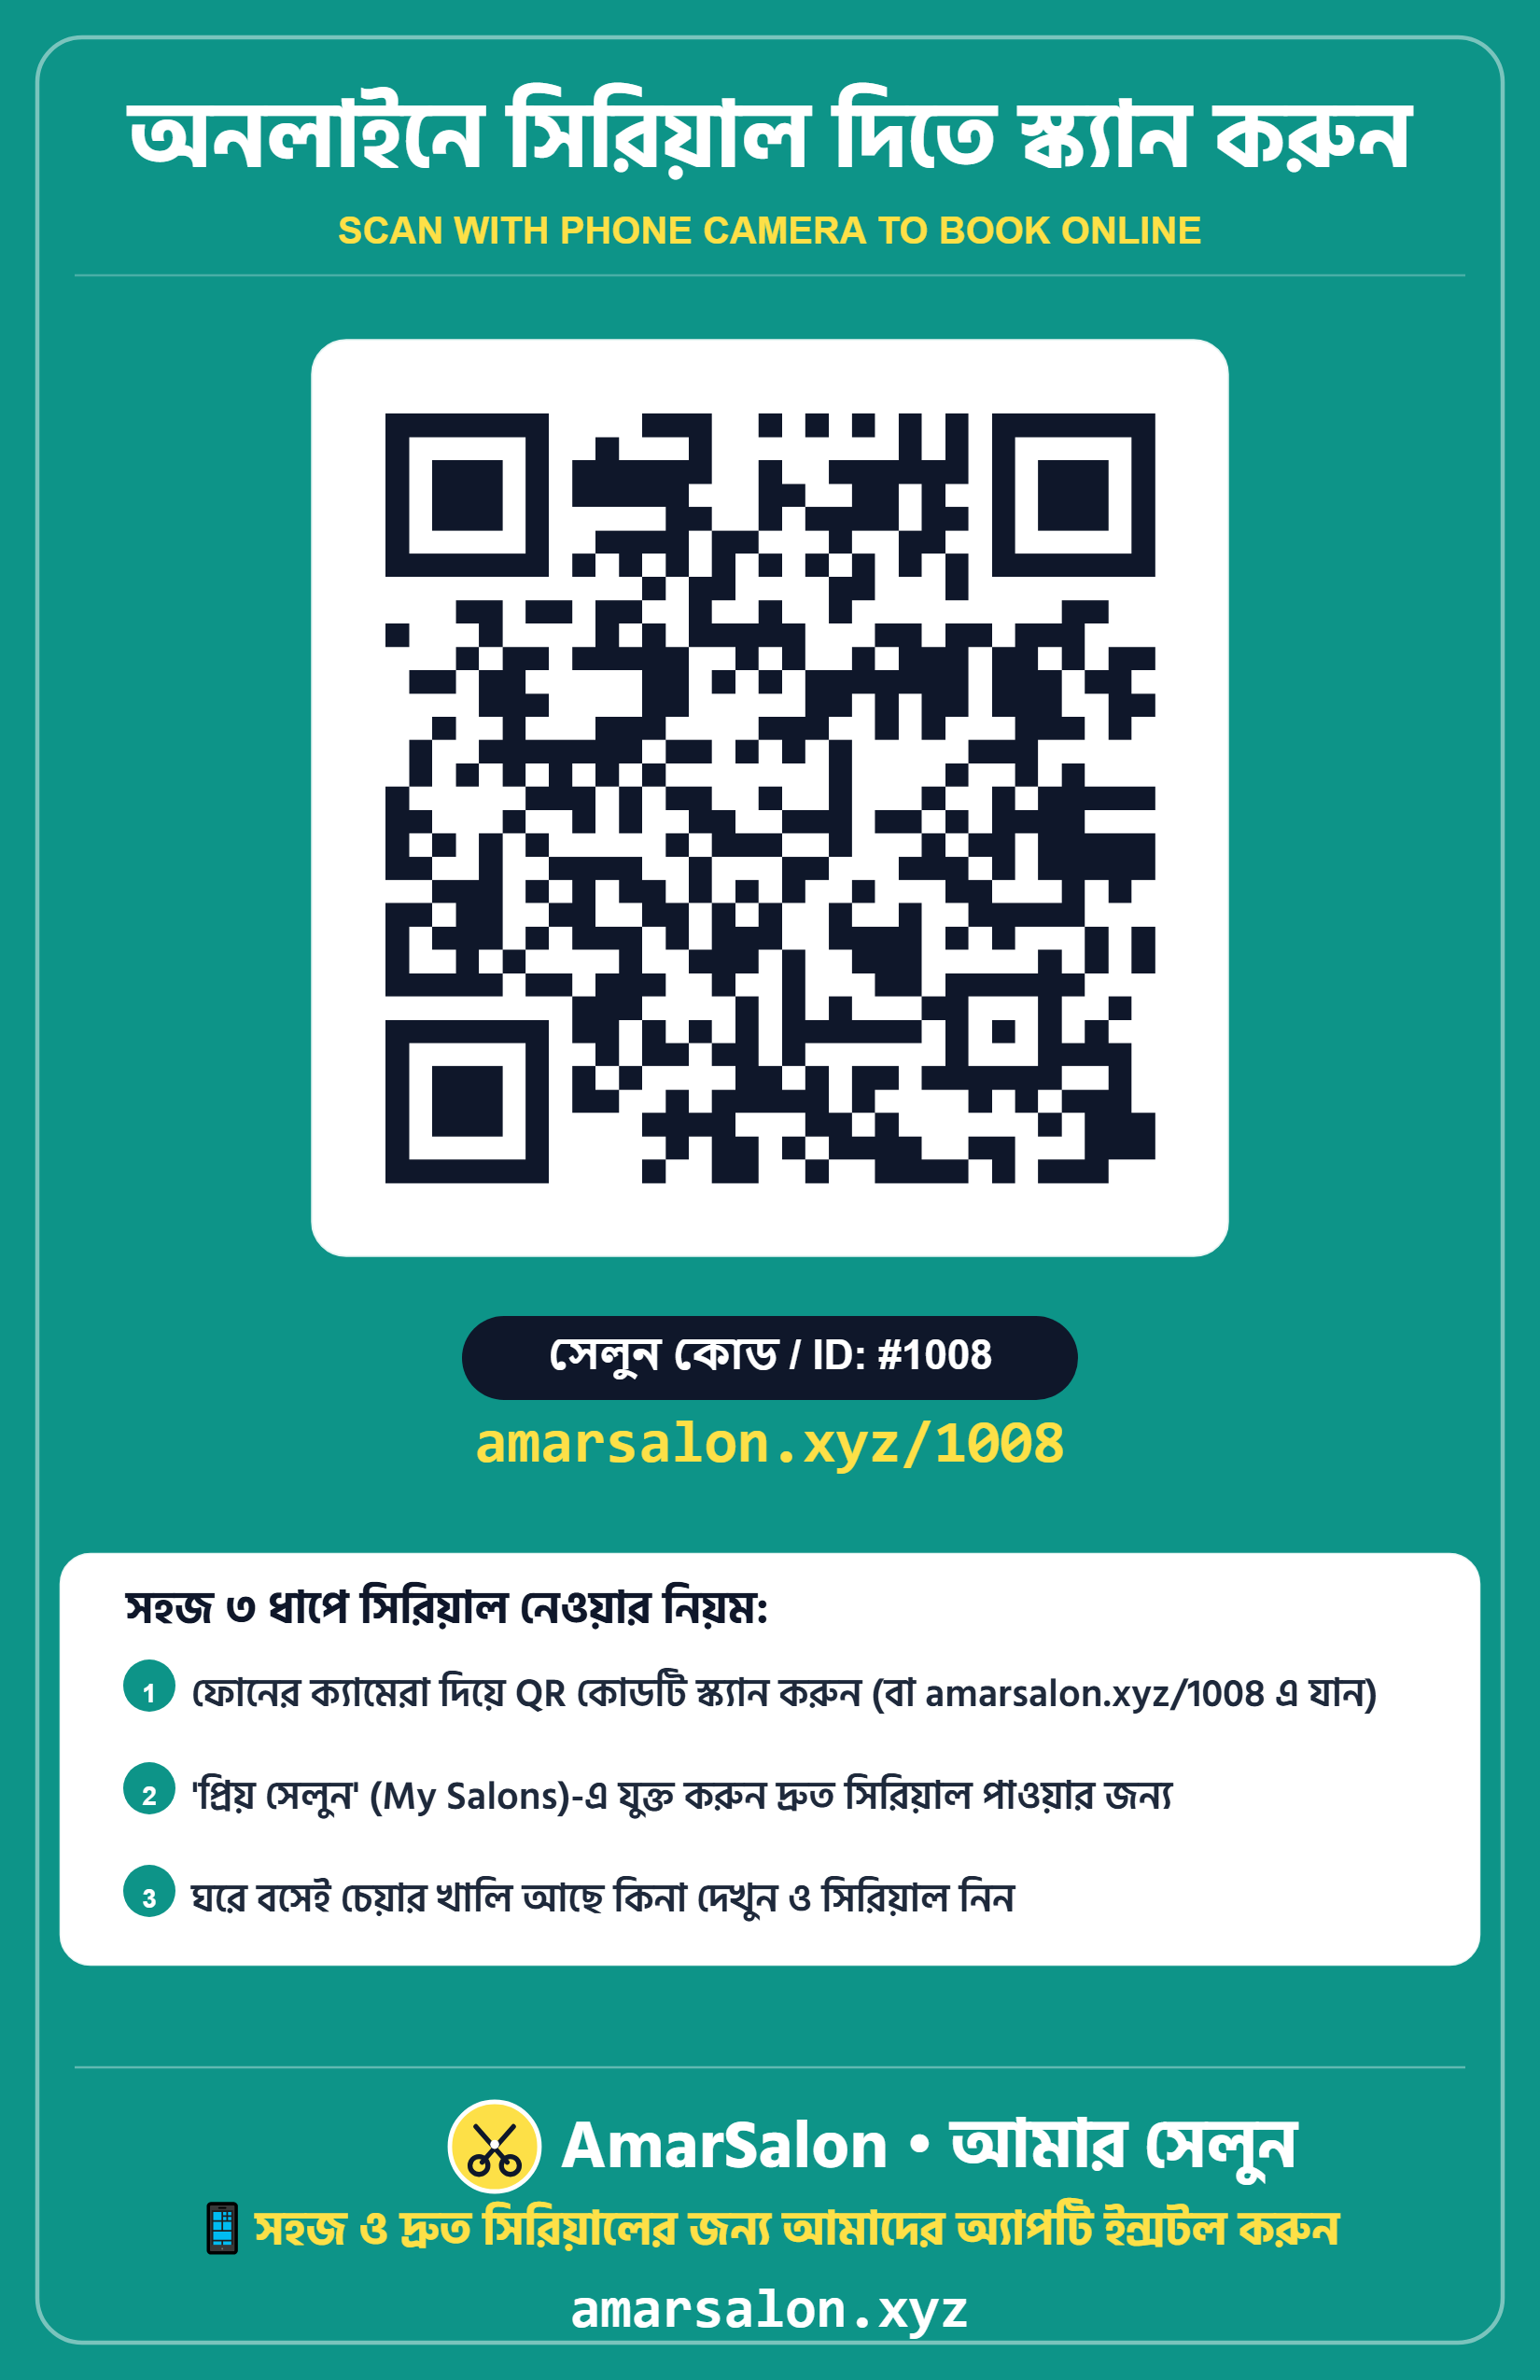 অনলাইনে সিরিয়াল দিতে স্ক্যান করুন
SCAN WITH PHONE CAMERA TO BOOK ONLINE
সেলুন কোড / ID: #1008
amarsalon.xyz/1008
সহজ ৩ ধাপে সিরিয়াল নেওয়ার নিয়ম:
1 ফোনের ক্যামেরা দিয়ে QR কোডটি স্ক্যান করুন (বা amarsalon.xyz/1008 এ যান)
2 'প্রিয় সেলুন' (My Salons)-এ যুক্ত করুন দ্রুত সিরিয়াল পাওয়ার জন্য
3 ঘরে বসেই চেয়ার খালি আছে কিনা দেখুন ও সিরিয়াল নিন
AmarSalon • আমার সেলুন
সহজ ও দ্রুত সিরিয়ালের জন্য আমাদের অ্যাপটি ইন্সটল করুন
amarsalon.xyz